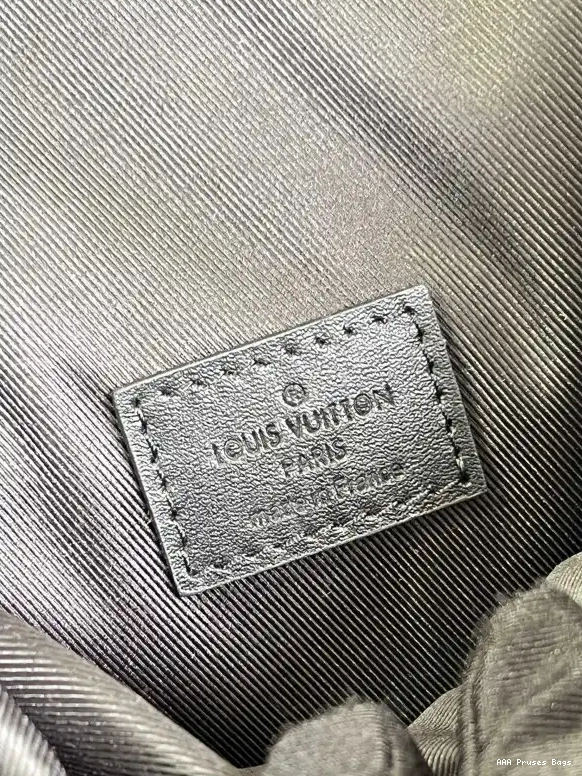 ®
LOUIS VUITTON
PARIS
made in France
AAA Pruses Bags